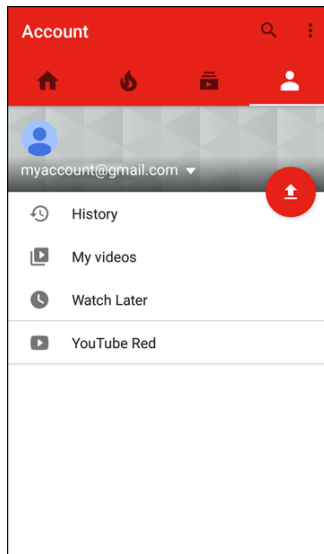 Account
myaccount@gmail.com
History
My videos
Watch Later
YouTube Red